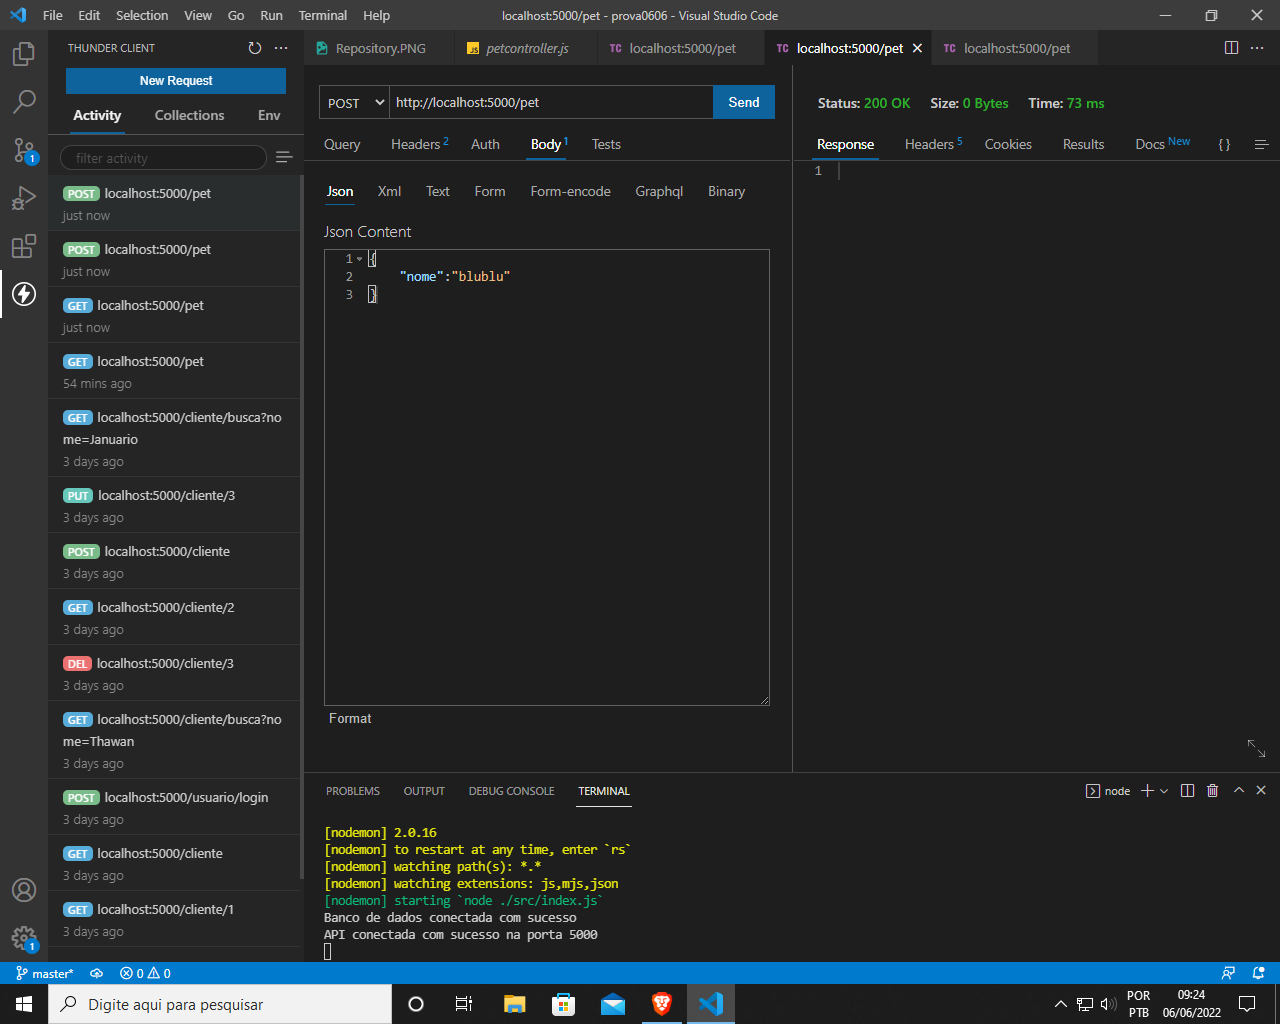 File Edit Selection View Go Run Terminal Help localhost:5000/pet - prova0606 - Visual Studio Code
THUNDER CLIENT
New Request
Activity Collections Env
filter activity
POST localhost:5000/pet
just now
POST localhost:5000/pet
just now
GET localhost:5000/pet
just now
GET localhost:5000/pet
54 mins ago
GET localhost:5000/cliente/busca?no
me=Januario
3 days ago
PUT localhost:5000/cliente/3
3 days ago
POST localhost:5000/cliente
3 days ago
GET localhost:5000/cliente/2
3 days ago
DEL localhost:5000/cliente/3
3 days ago
GET localhost:5000/cliente/busca?no
me=Thawan
3 days ago
POST localhost:5000/usuario/login
3 days ago
GET localhost:5000/cliente
3 days ago
GET localhost:5000/cliente/1
3 days ago
1
1
Repository.PNG JS petcontroller.js TC localhost:5000/pet TC localhost:5000/pet TC localhost:5000/pet
POST http://localhost:5000/pet Send
Query Headers 2 Auth Body 1 Tests
Json Xml Text Form Form-encode Graphql Binary
Json Content
1 {
2 "nome":"blublu"
3 }
Format
Status: 200 OK Size: 0 Bytes Time: 73 ms
Response Headers 5 Cookies Results Docs New { }
1
PROBLEMS OUTPUT DEBUG CONSOLE TERMINAL node
[nodemon] 2.0.16
[nodemon] to restart at any time, enter `rs`
[nodemon] watching path(s): *.*
[nodemon] watching extensions: js,mjs,json
[nodemon] starting `node ./src/index.js`
Banco de dados conectada com sucesso
API conectada com sucesso na porta 5000
master* 0 0
Digite aqui para pesquisar
POR
PTB
09:24
06/06/2022